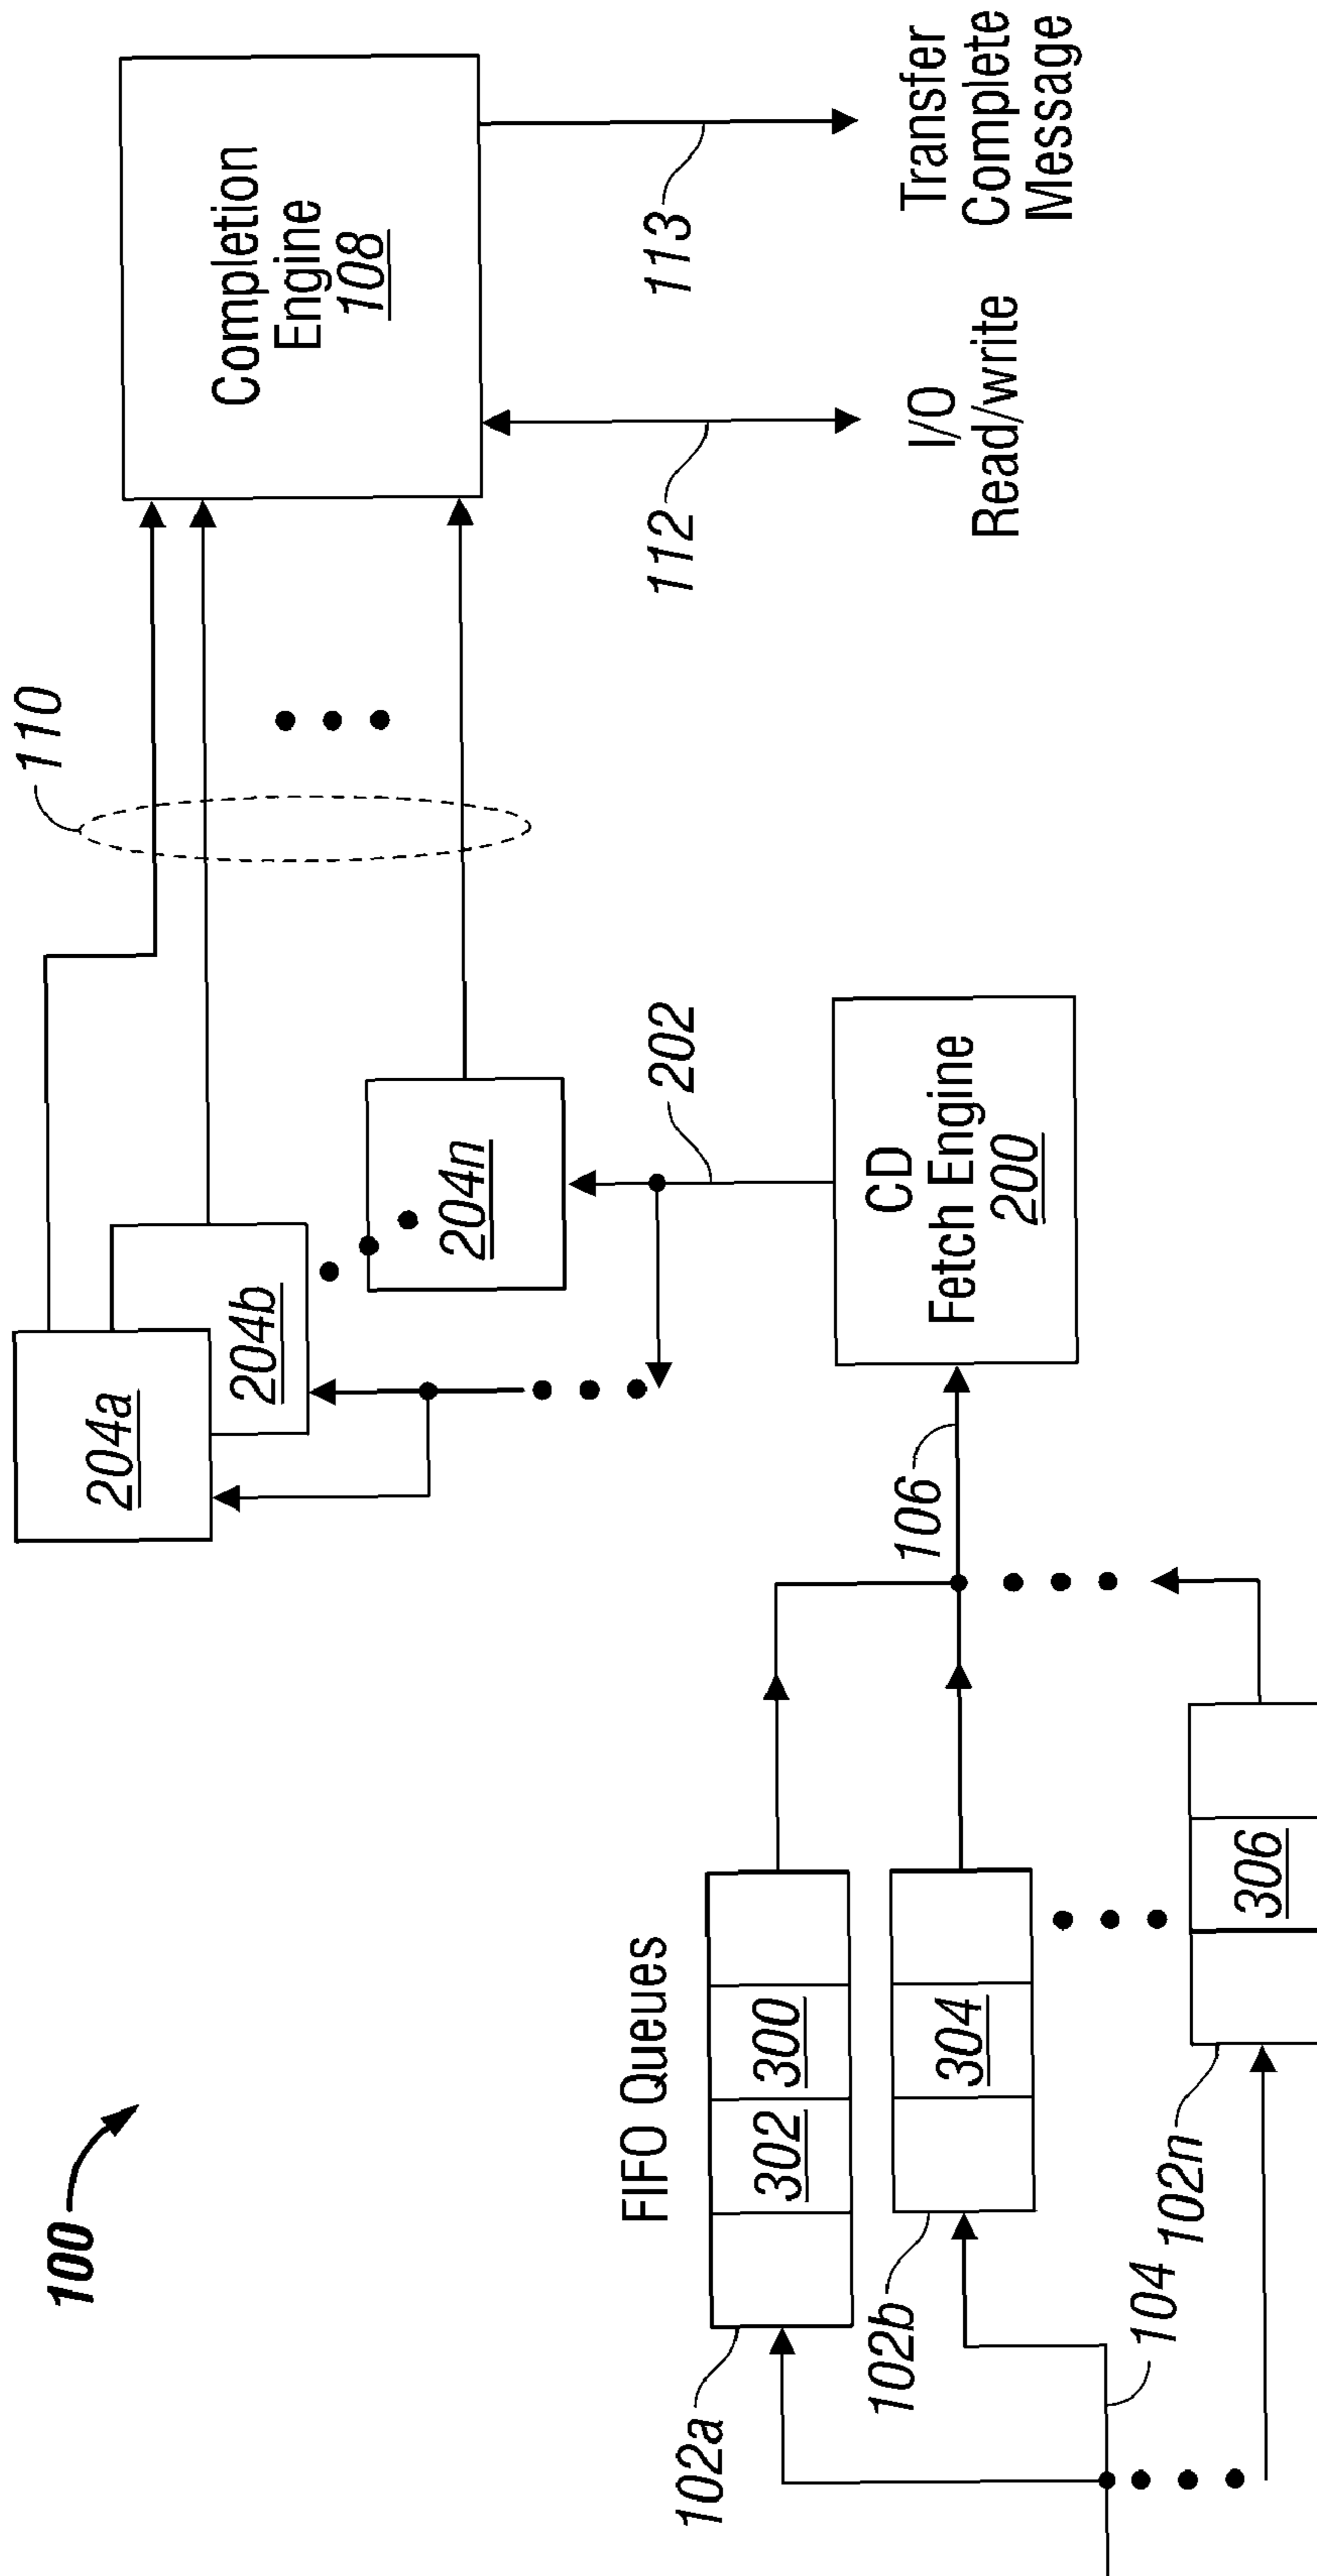 100
FIFO Queues
102a
302
300
102b
304
104
102n
306
106
CD
Fetch Engine
200
202
204a
204b
204n
110
Completion
Engine
108
112
113
I/O
Read/write
Transfer
Complete
Message